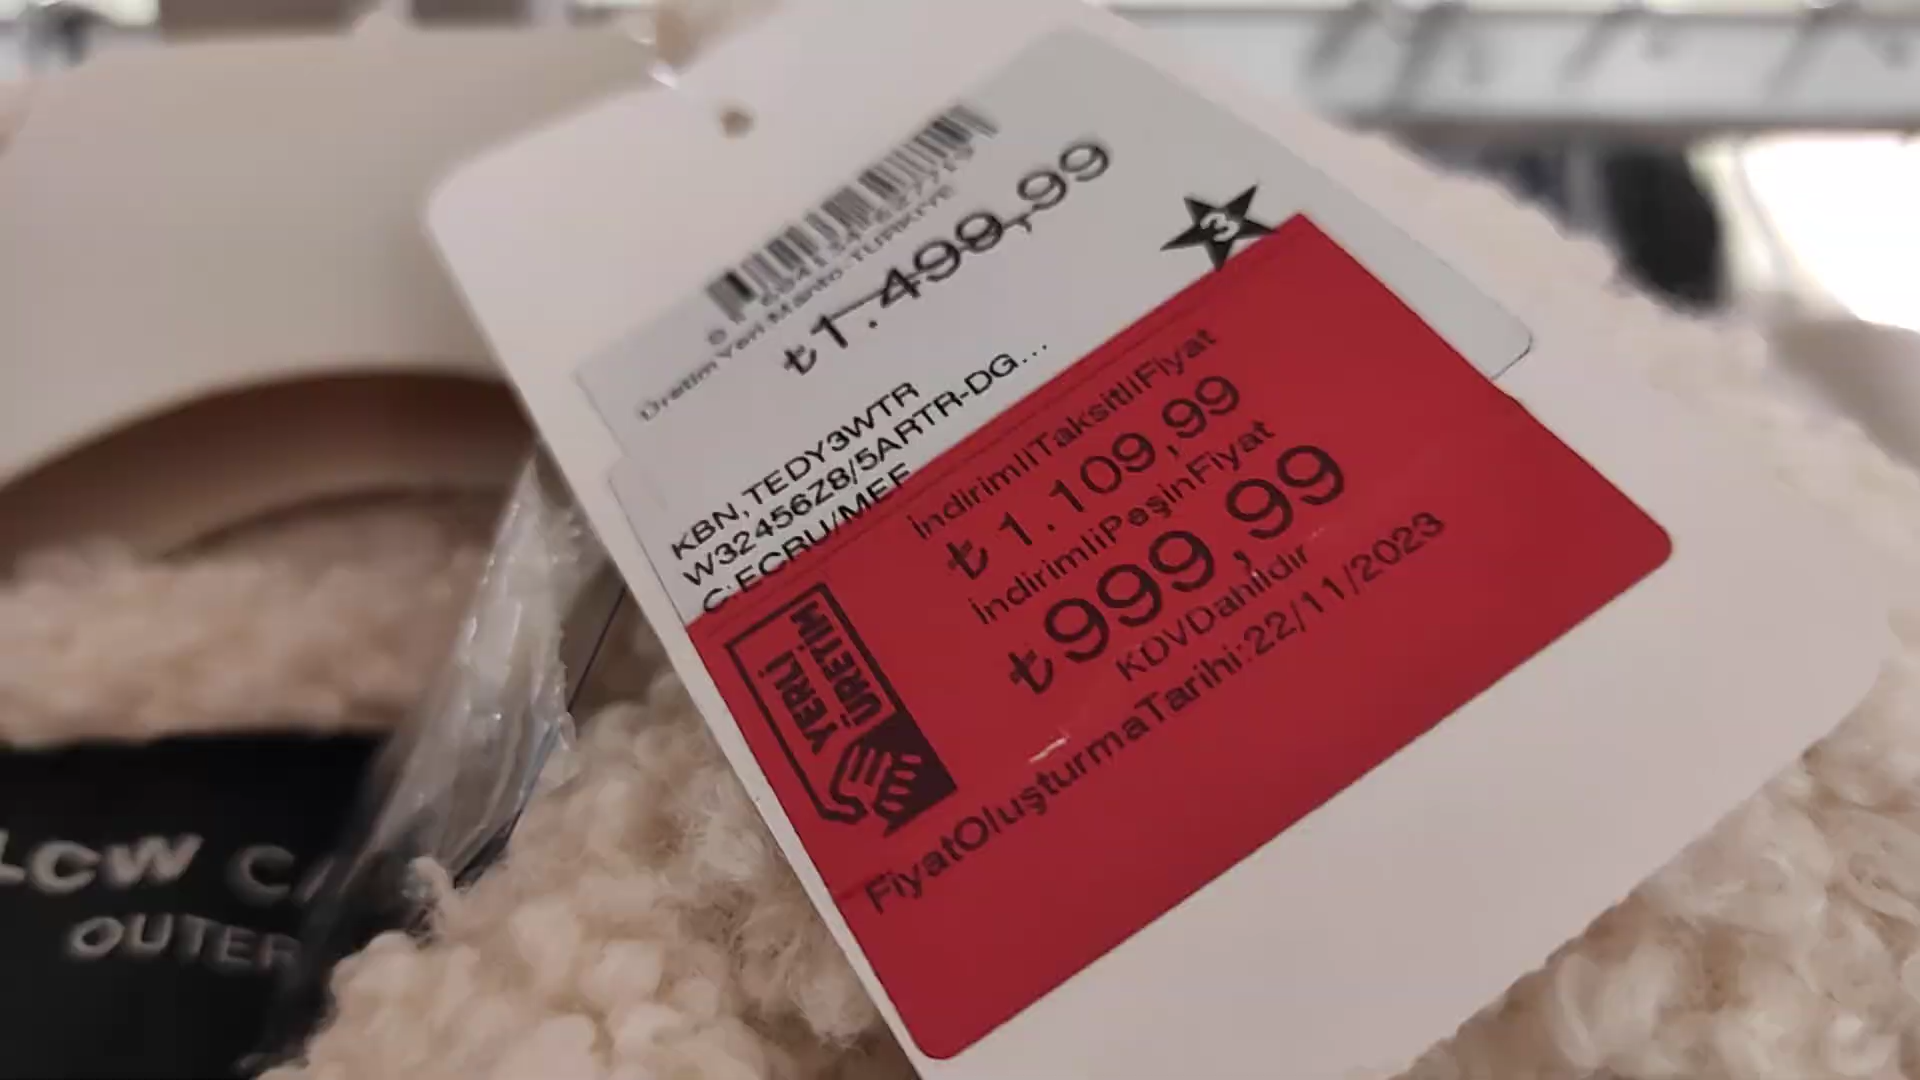 Üretim Yeri Manto-TÜRKİYE
₺1.499,99
3
KBN, TEDY3WTR
W32456Z8/5ARTR-DG...
C:ECRU/MEF
İndirimliTaksitliFiyat
₺1.109,99
İndirimliPeşinFiyat
₺999,99
KDVDahildir
FiyatOluşturmaTarihi:22/11/2023
YERLİ
ÜRETİM
LCW
OUTER